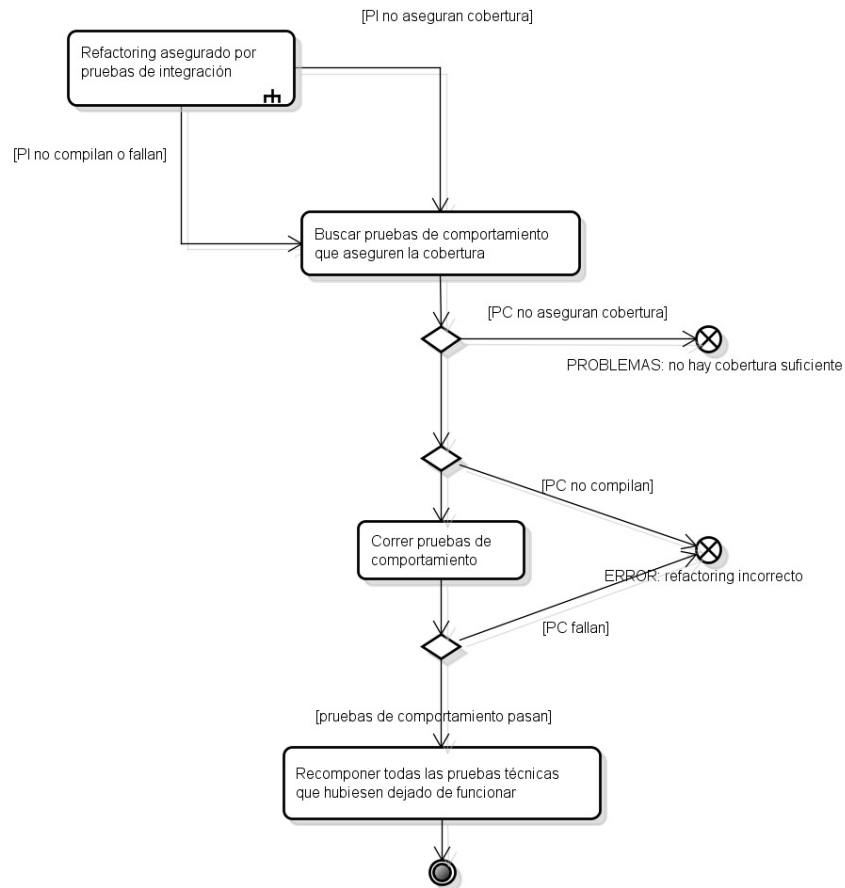 [PI no aseguran cobertura]
Refactoring asegurado por
pruebas de integración
[PI no compilan o fallan]
Buscar pruebas de comportamiento
que aseguren la cobertura
[PC no aseguran cobertura]
PROBLEMAS: no hay cobertura suficiente
[PC no compilan]
Correr pruebas de
comportamiento
ERROR: refactoring incorrecto
[PC fallan]
[pruebas de comportamiento pasan]
Recomponer todas las pruebas técnicas
que hubiesen dejado de funcionar